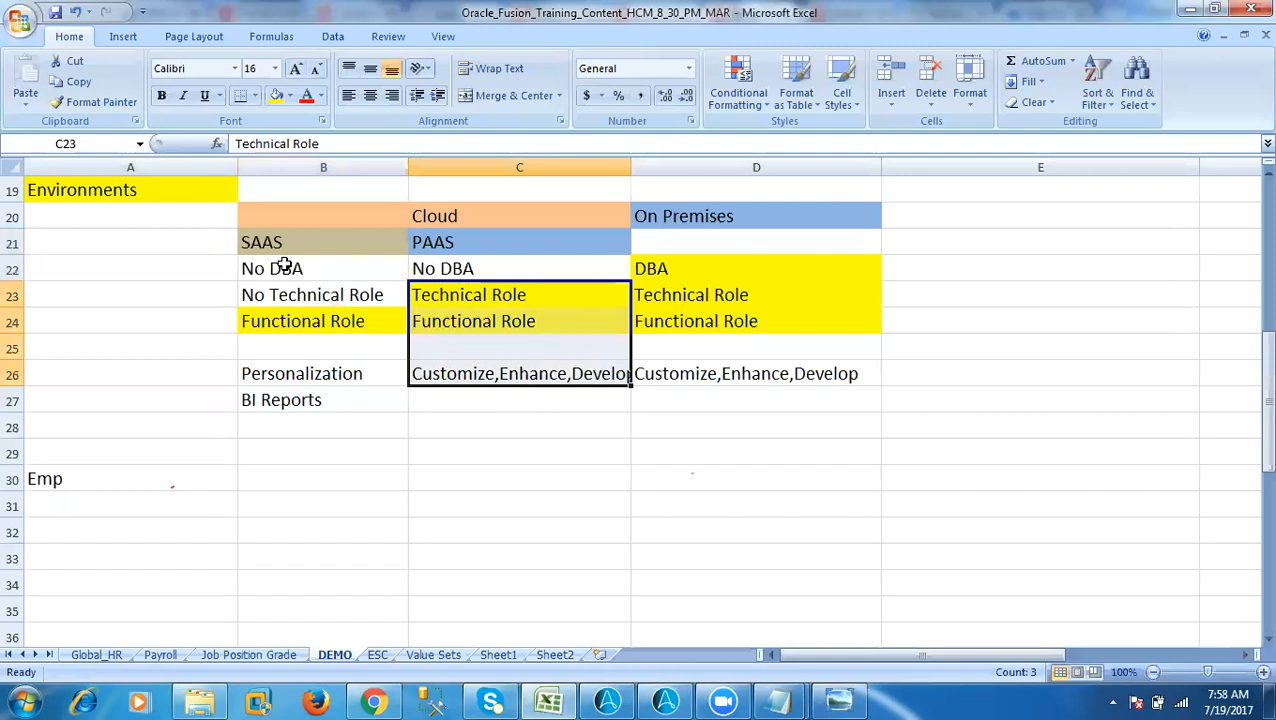 Oracle_Fusion_Training_Content_HCM_8_30_PM_MAR - Microsoft Excel
Home Insert Page Layout Formulas Data Review View
Paste
Cut
Copy
Format Painter
Clipboard
Calibri 16
B I U
Font
Wrap Text
Merge & Center
Alignment
General
$ % ,
Number
Conditional Formatting
Format as Table
Cell Styles
Styles
Insert Delete Format
Cells
AutoSum
Fill
Clear
Sort & Filter
Find & Select
Editing
C23 fx Technical Role
A B C D E
19 Environments
20 Cloud On Premises
21 SAAS PAAS
22 No DBA No DBA DBA
23 No Technical Role Technical Role Technical Role
24 Functional Role Functional Role Functional Role
25
26 Personalization Customize,Enhance,Develop Customize,Enhance,Develop
27 BI Reports
28
29
30 Emp
31
32
33
34
35
36
Global_HR Payroll Job Position Grade DEMO ESC Value Sets Sheet1 Sheet2
Ready Count: 3 100%
7:58 AM
7/19/2017